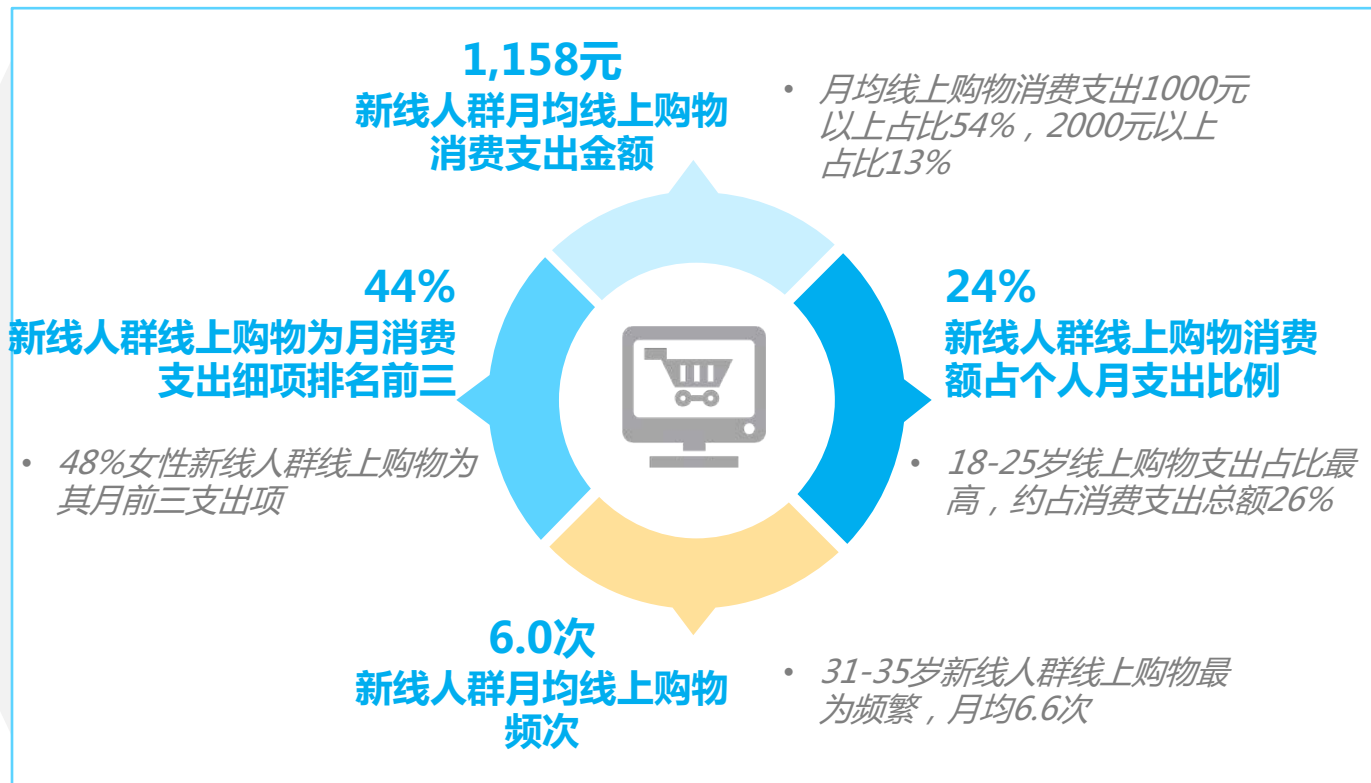 1,158元
新线人群月均线上购物
消费支出金额
• 月均线上购物消费支出1000元
以上占比54%，2000元以上
占比13%
44%
新线人群线上购物为月消费
支出细项排名前三
• 48%女性新线人群线上购物为
其月前三支出项
24%
新线人群线上购物消费
额占个人月支出比例
• 18-25岁线上购物支出占比最
高，约占消费支出总额26%
6.0次
新线人群月均线上购物
频次
• 31-35岁新线人群线上购物最
为频繁，月均6.6次